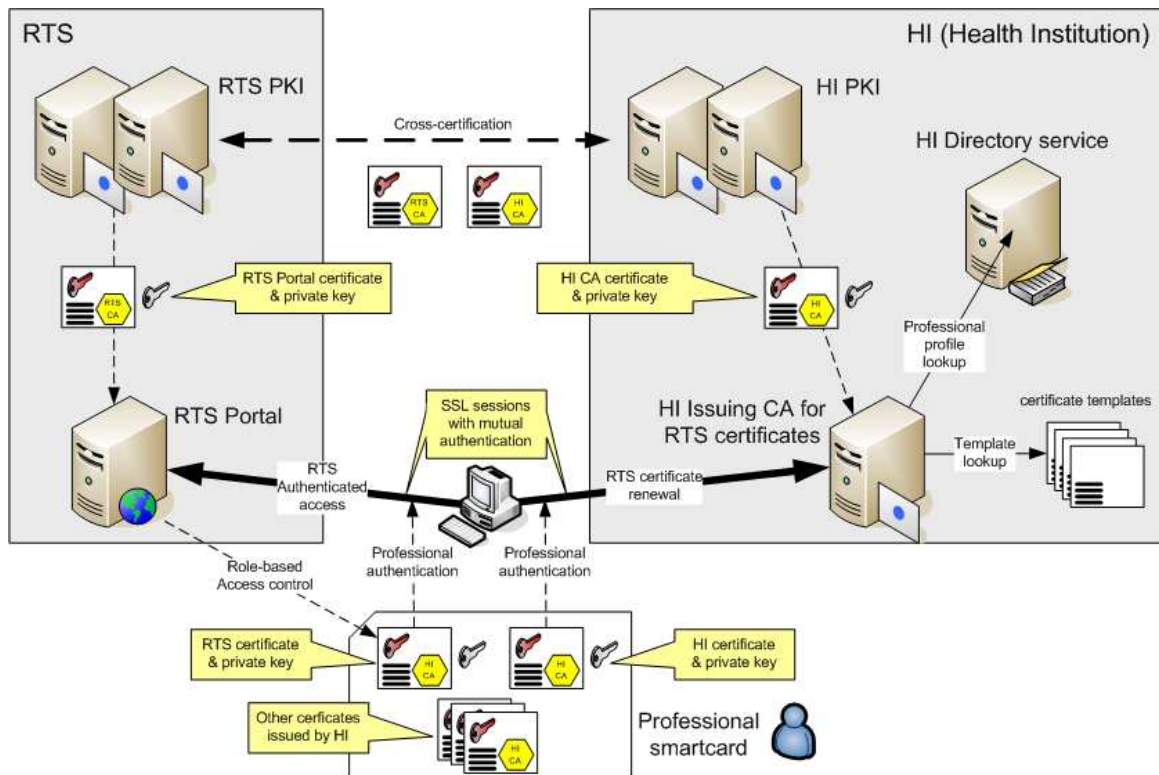 RTS
HI (Health Institution)
RTS PKI
HI PKI
Cross-certification
HI Directory service
RTS
CA
HI
CA
RTS Portal certificate
& private key
RTS
CA
HI CA certificate
& private key
HI
CA
Professional
profile
lookup
RTS Portal
SSL sessions
with mutual
authentication
HI Issuing CA for
RTS certificates
certificate templates
Template
lookup
RTS
Authenticated
access
RTS certificate
renewal
Role-based
Access control
Professional
authentication
Professional
authentication
RTS certificate
& private key
HI
CA
HI
CA
HI certificate
& private key
Other cerficates
issued by HI
HI
CA
Professional
smartcard